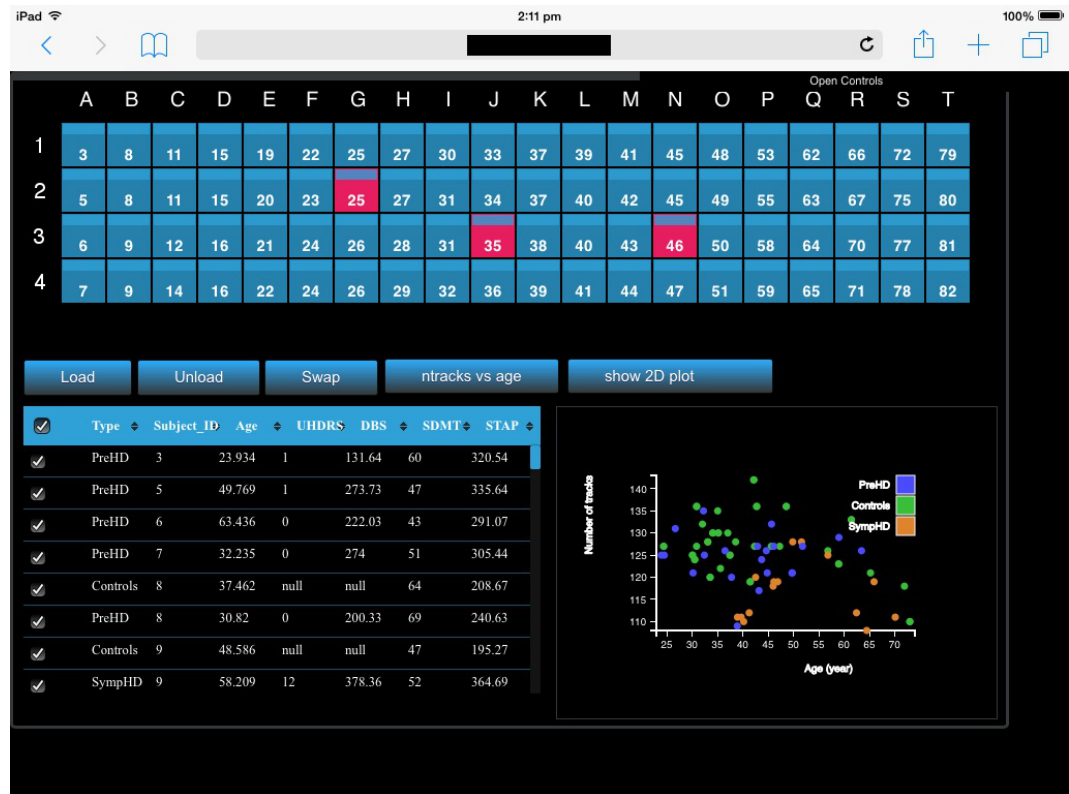 iPad 2:11 pm 100%
Open Controls
A B C D E F G H I J K L M N O P Q R S T
1 3 8 11 15 19 22 25 27 30 33 37 39 41 45 48 53 62 66 72 79
2 5 8 11 15 20 23 25 27 31 34 37 40 42 45 49 55 63 67 75 80
3 6 9 12 16 21 24 26 28 31 35 38 40 43 46 50 58 64 70 77 81
4 7 9 14 16 22 24 26 29 32 36 39 41 44 47 51 59 65 71 78 82
Load Unload Swap ntracks vs age show 2D plot
Type Subject_ID Age UHDRS DBS SDMT STAP
PreHD 3 23.934 1 131.64 60 320.54
PreHD 5 49.769 1 273.73 47 335.64
PreHD 6 63.436 0 222.03 43 291.07
PreHD 7 32.235 0 274 51 305.44
Controls 8 37.462 null null 64 208.67
PreHD 8 30.82 0 200.33 69 240.63
Controls 9 48.586 null null 47 195.27
SympHD 9 58.209 12 378.36 52 364.69
Number of tracks
140
135
130
125
120
115
110
PreHD
Controls
SympHD
25 30 35 40 45 50 55 60 65 70
Age (year)